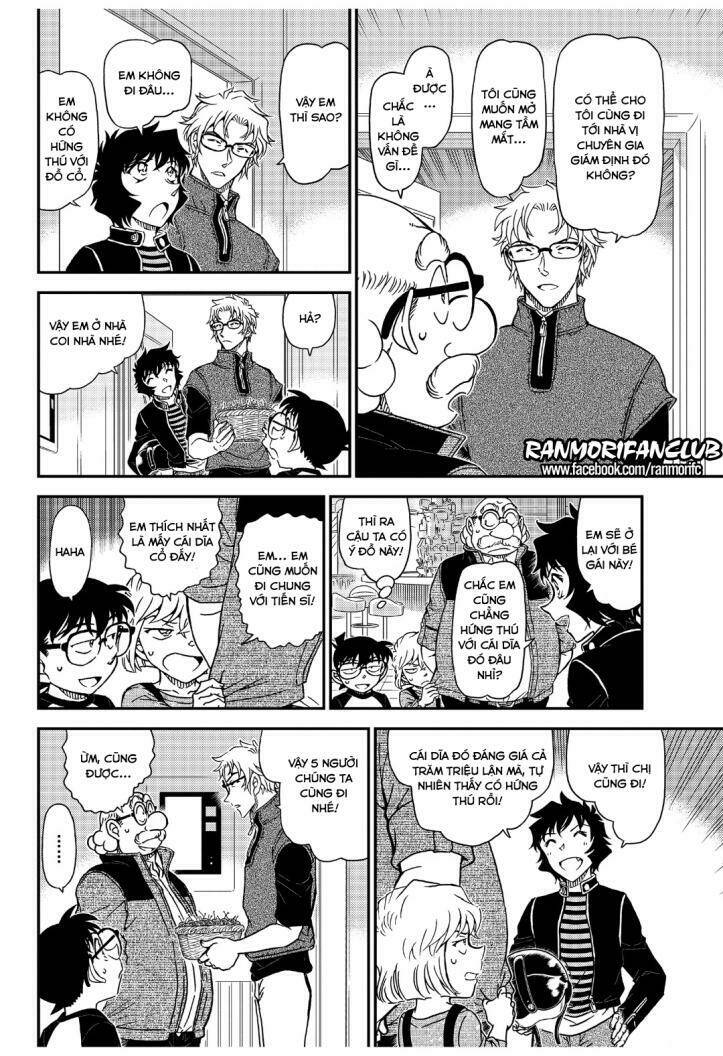 CÓ THỂ CHO
TÔI CÙNG ĐI
TỚI NHÀ VỊ
CHUYÊN GIA
GIÁM ĐỊNH ĐÓ
KHÔNG?
TÔI CŨNG
MUỐN MỞ
MANG TẦM
MẮT...
À ĐƯỢC
...
CHẮC
LÀ
KHÔNG
VẤN ĐỀ
GÌ...
VẬY EM
THÌ SAO?
EM KHÔNG
ĐI ĐÂU...
EM
KHÔNG
CÓ
HỨNG
THÚ VỚI
ĐỒ CỔ.
HẢ?
VẬY EM Ở NHÀ
COI NHÀ NHÉ!
RANMORIFANCLUB
www.facebook.com/ranmorifc
EM SẼ Ở
LẠI VỚI BÉ
GÁI NÀY!
CHẮC EM
CŨNG
CHẲNG
HỨNG
THÚ VỚI
CÁI DĨA
ĐÓ ĐÂU
NHỈ?
THÌ RA
CẬU TA CÓ
Ý ĐỒ NÀY!
EM... EM
CŨNG MUỐN
ĐI CHUNG
VỚI TIẾN SĨ!
EM THÍCH NHẤT
LÀ MẤY CÁI DĨA
CỔ ĐẤY!
HAHA
VẬY THÌ CHỊ
CŨNG ĐI!
CÁI DĨA ĐÓ ĐÁNG GIÁ CẢ
TRĂM TRIỆU LẬN MÀ, TỰ
NHIÊN THẤY CÓ HỨNG
THÚ RỒI!
VẬY 5 NGƯỜI
CHÚNG TA
CÙNG ĐI
NHÉ!
ỪM, CŨNG
ĐƯỢC...
......